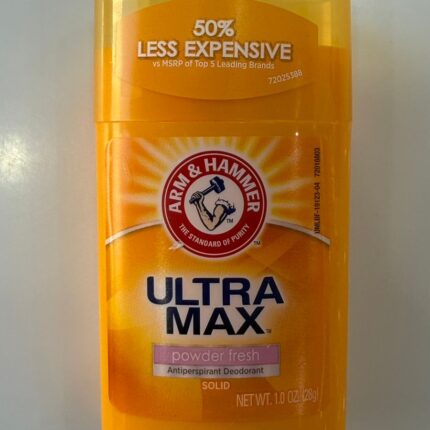 50%
LESS EXPENSIVE
vs MSRP of Top 5 Leading Brands
72025388
ARM & HAMMER
THE STANDARD OF PURITY
TM
ULTRA
MAX
powder fresh
Antiperspirant Deodorant
SOLID
NET WT. 1.0 OZ. (28g)